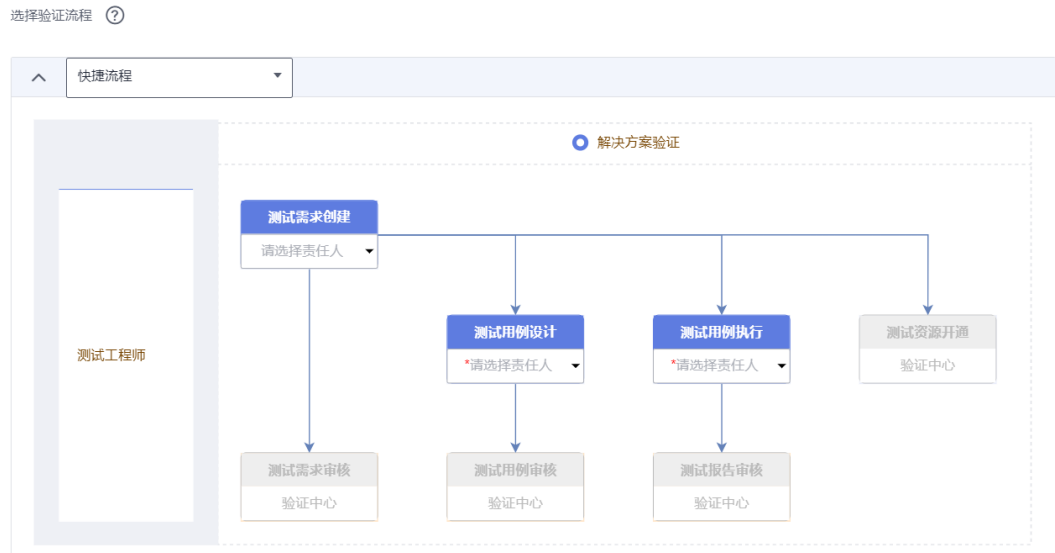 选择验证流程 ?
快捷流程
解决方案验证
测试需求创建
请选择责任人
测试用例设计
*请选择责任人
测试用例执行
*请选择责任人
测试资源开通
验证中心
测试工程师
测试需求审核
验证中心
测试用例审核
验证中心
测试报告审核
验证中心